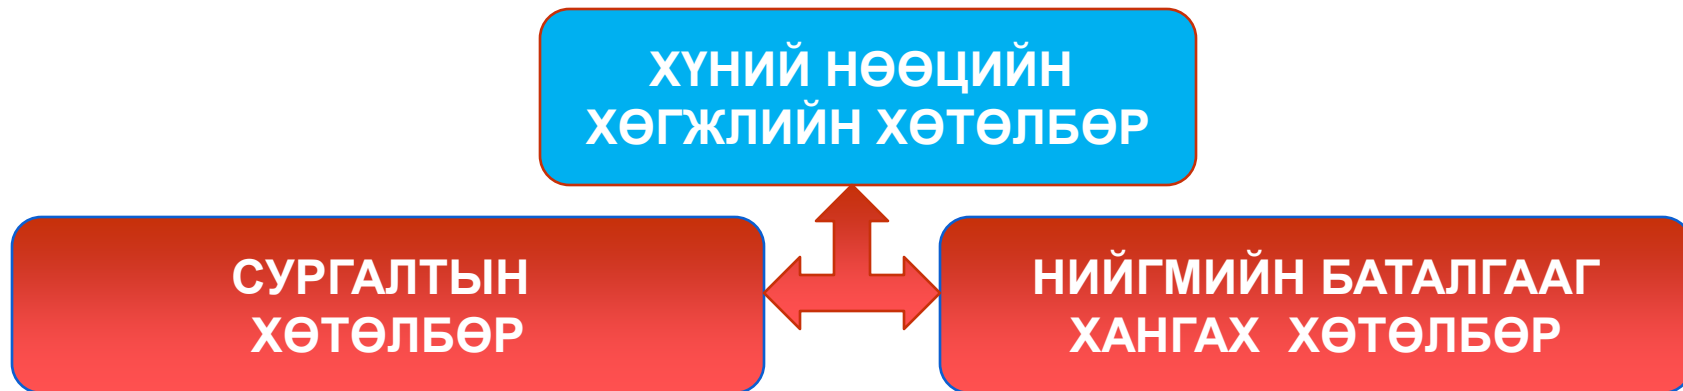 ХҮНИЙ НӨӨЦИЙН
ХӨГЖЛИЙН ХӨТӨЛБӨР
СУРГАЛТЫН
ХӨТӨЛБӨР
НИЙГМИЙН БАТАЛГААГ
ХАНГАХ ХӨТӨЛБӨР